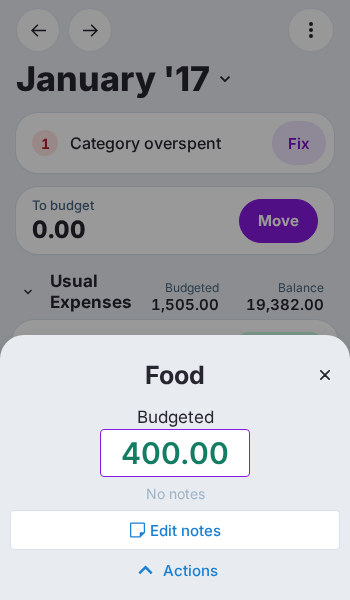 January '17
1 Category overspent Fix
To budget
0.00 Move
Usual Expenses Budgeted Balance
1,505.00 19,382.00
Food
Budgeted
400.00
No notes
Edit notes
Actions